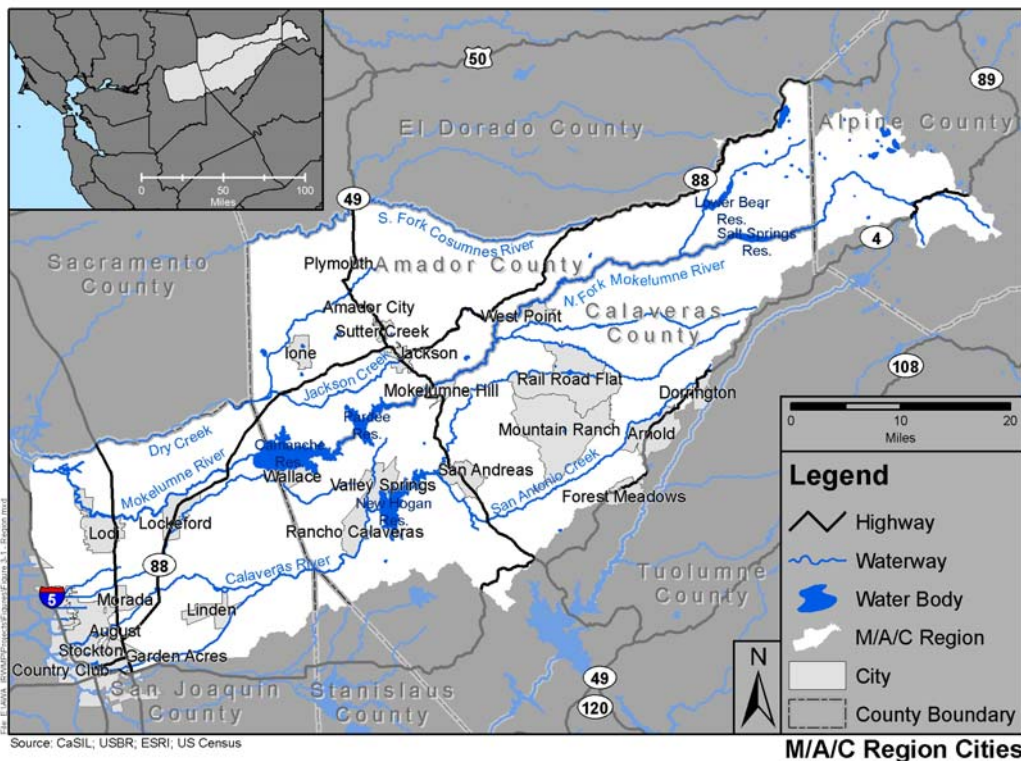 0 50 100
Miles
50
89
El Dorado County
Alpine County
88
Lower Bear
Res.
Salt Springs
Res.
4
49
S. Fork Cosumnes River
Sacramento
County
Plymouth
Amador County
N. Fork Mokelumne River
Calaveras
County
Amador City
Sutter Creek
West Point
Ione
Jackson
Jackson Creek
108
Mokelumne Hill
Rail Road Flat
Dorrington
Dry Creek
Pardee
Res.
Mountain Ranch
Arnold
Camanche
Res.
Mokelumne River
Wallace
Valley Springs
San Andreas
San Antonio Creek
Forest Meadows
New Hogan
Res.
Lodi
Lockeford
Rancho Calaveras
88
Calaveras River
Tuolumne
County
5
Morada
Linden
August
Stockton
Garden Acres
Country Club
San Joaquin
County
Stanislaus
County
49
120
0 10 20
Miles
Legend
Highway
Waterway
Water Body
M/A/C Region
City
County Boundary
N
Source: CaSIL; USBR; ESRI; US Census
M/A/C Region Cities